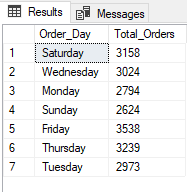 Results Messages
Order_Day Total_Orders
1 Saturday 3158
2 Wednesday 3024
3 Monday 2794
4 Sunday 2624
5 Friday 3538
6 Thursday 3239
7 Tuesday 2973